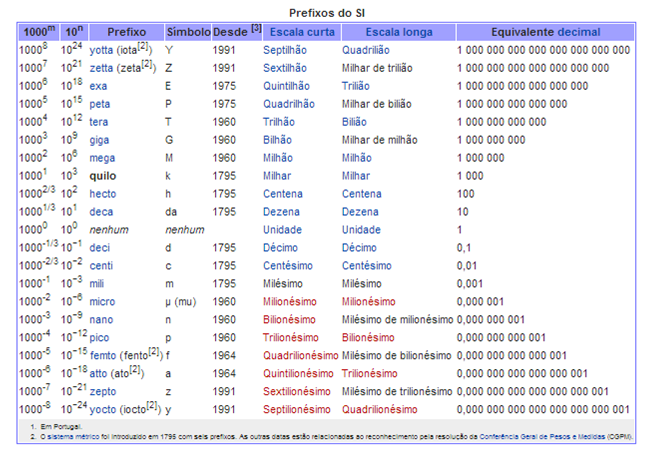 Prefixos do SI
1000^m 10^n Prefixo Símbolo Desde [3] Escala curta Escala longa Equivalente decimal
1000^8 10^24 yotta (iota[2]) Y 1991 Septilhão Quadrilião 1 000 000 000 000 000 000 000 000
1000^7 10^21 zetta (zeta[2]) Z 1991 Sextilhão Milhar de trilião 1 000 000 000 000 000 000 000
1000^6 10^18 exa E 1975 Quintilhão Trilião 1 000 000 000 000 000 000
1000^5 10^15 peta P 1975 Quadrilhão Milhar de bilião 1 000 000 000 000 000
1000^4 10^12 tera T 1960 Trilhão Bilião 1 000 000 000 000
1000^3 10^9 giga G 1960 Bilhão Milhar de milhão 1 000 000 000
1000^2 10^6 mega M 1960 Milhão Milhão 1 000 000
1000^1 10^3 quilo k 1795 Milhar Milhar 1 000
1000^2/3 10^2 hecto h 1795 Centena Centena 100
1000^1/3 10^1 deca da 1795 Dezena Dezena 10
1000^0 10^0 nenhum nenhum Unidade Unidade 1
1000^-1/3 10^−1 deci d 1795 Décimo Décimo 0,1
1000^-2/3 10^−2 centi c 1795 Centésimo Centésimo 0,01
1000^-1 10^−3 mili m 1795 Milésimo Milésimo 0,001
1000^-2 10^−6 micro µ (mu) 1960 Milionésimo Milionésimo 0,000 001
1000^-3 10^−9 nano n 1960 Bilionésimo Milésimo de milionésimo 0,000 000 001
1000^-4 10^−12 pico p 1960 Trilionésimo Bilionésimo 0,000 000 000 001
1000^-5 10^−15 femto (fento[2]) f 1964 Quadrilionésimo Milésimo de bilionésimo 0,000 000 000 000 001
1000^-6 10^−18 atto (ato[2]) a 1964 Quintilionésimo Trilionésimo 0,000 000 000 000 000 001
1000^-7 10^−21 zepto z 1991 Sextilionésimo Milésimo de trilionésimo 0,000 000 000 000 000 000 001
1000^-8 10^−24 yocto (iocto[2]) y 1991 Septilionésimo Quadrilionésimo 0,000 000 000 000 000 000 000 001
1. Em Portugal.
2. O sistema métrico foi introduzido em 1795 com seis prefixos. As outras datas estão relacionadas ao reconhecimento pela resolução da Conferência Geral de Pesos e Medidas (CGPM).